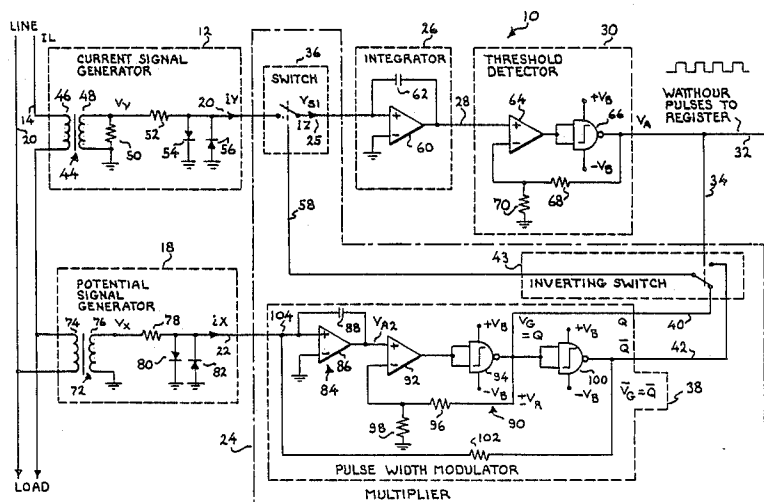 LINE
IL
12
36
26
10
30
CURRENT SIGNAL
GENERATOR
SWITCH
INTEGRATOR
THRESHOLD
DETECTOR
46
48
VY
20
IY
VS1
IZ
25
62
28
64
+VB
66
VA
WATTHOUR
PULSES TO
REGISTER
14
20
52
50
54
56
44
60
-VB
68
70
32
34
58
18
43
INVERTING SWITCH
POTENTIAL
SIGNAL
GENERATOR
74
76
VX
78
iX
22
104
88
VA2
+VB
VG
=Q
+VB
Q
Q̅
40
42
80
82
72
84
86
92
94
100
-VB
-VB
+VR
96
90
98
V̅G=Q̅
38
24
102
PULSE WIDTH MODULATOR
MULTIPLIER
LOAD